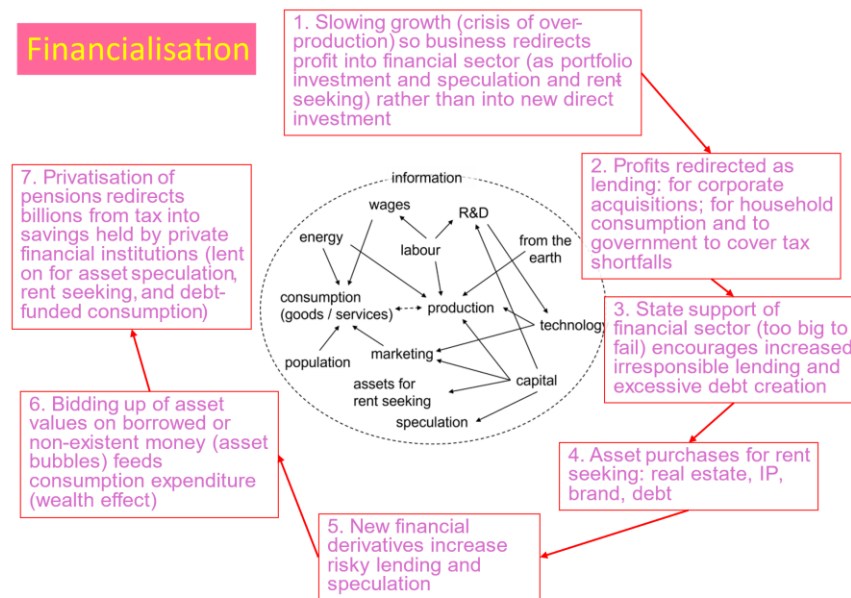 Financialisation
1. Slowing growth (crisis of over-
production) so business redirects
profit into financial sector (as portfolio
investment and speculation and rent-
seeking) rather than into new direct
investment
2. Profits redirected as
lending: for corporate
acquisitions; for household
consumption and to
government to cover tax
shortfalls
3. State support of
financial sector (too big to
fail) encourages increased
irresponsible lending and
excessive debt creation
4. Asset purchases for rent
seeking: real estate, IP,
brand, debt
5. New financial
derivatives increase
risky lending and
speculation
6. Bidding up of asset
values on borrowed or
non-existent money (asset
bubbles) feeds
consumption expenditure
(wealth effect)
7. Privatisation of
pensions redirects
billions from tax into
savings held by private
financial institutions (lent
on for asset speculation,
rent seeking, and debt-
funded consumption)
information
wages
R&D
energy
labour
from the
earth
consumption
(goods / services)
production
technology
population
marketing
assets for
rent seeking
capital
speculation